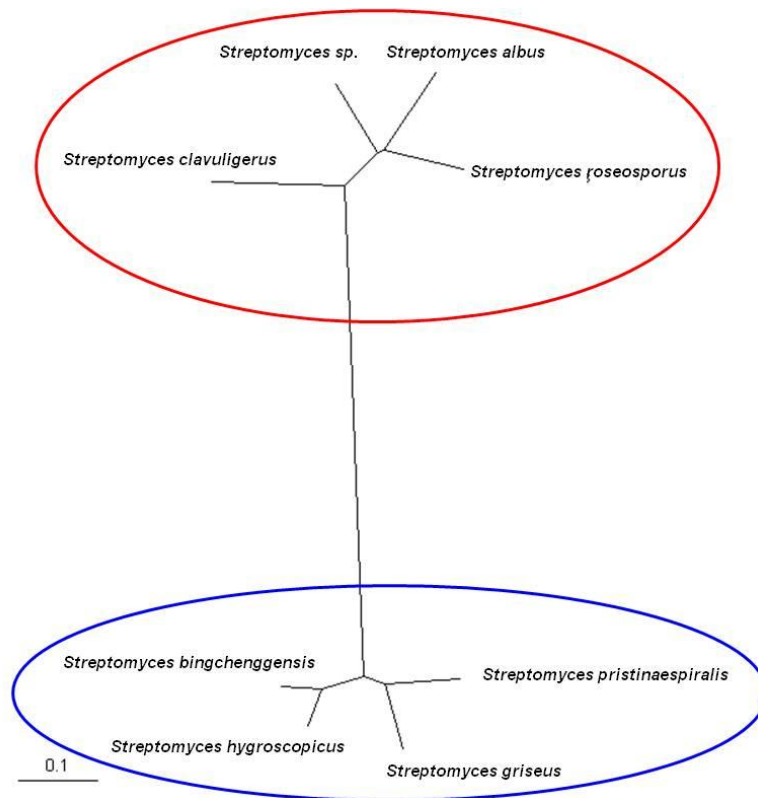 Streptomyces sp.
Streptomyces albus
Streptomyces clavuligerus
Streptomyces roseosporus
Streptomyces bingchenggensis
Streptomyces pristinaespiralis
Streptomyces hygroscopicus
Streptomyces griseus
0.1